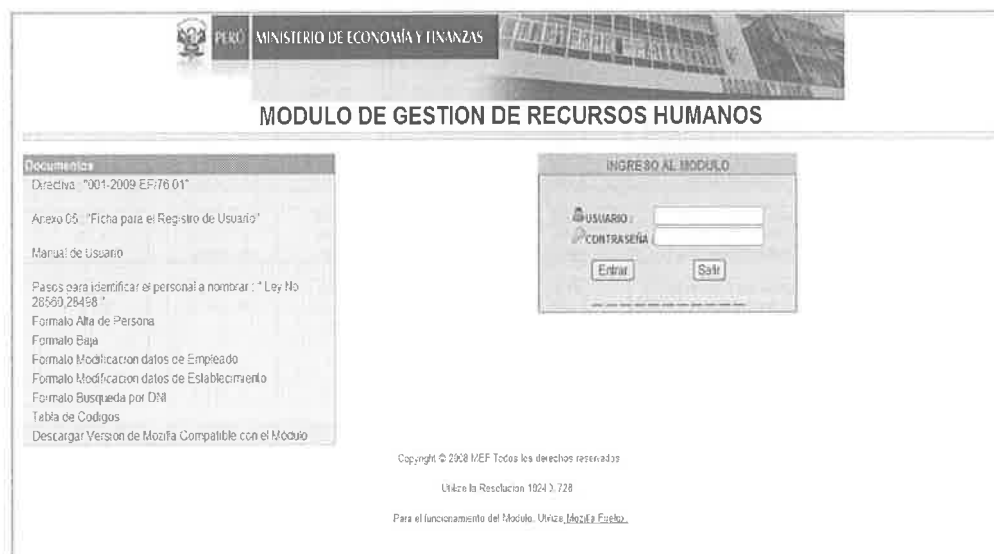 PERÚ MINISTERIO DE ECONOMÍA Y FINANZAS
MODULO DE GESTION DE RECURSOS HUMANOS
Documentos
Directiva : "001-2009-EF/76.01"
Anexo 05 : "Ficha para el Registro de Usuario"
Manual de Usuario
Pasos para identificar el personal a nombrar : " Ley No
28560,28498 "
Formato Alta de Persona
Formato Baja
Formato Modificacion datos de Empleado
Formato Modificacion datos de Establecimiento
Formato Busqueda por DNI
Tabla de Codigos
Descargar Version de Mozilla Compatible con el Módulo
INGRESO AL MODULO
USUARIO :
CONTRASEÑA :
Entrar Salir
Copyright © 2008 MEF Todos los derechos reservados
Utilize la Resolucion 1024 X 728
Para el funcionamiento del Modulo, Utilize Mozilla Firefox.